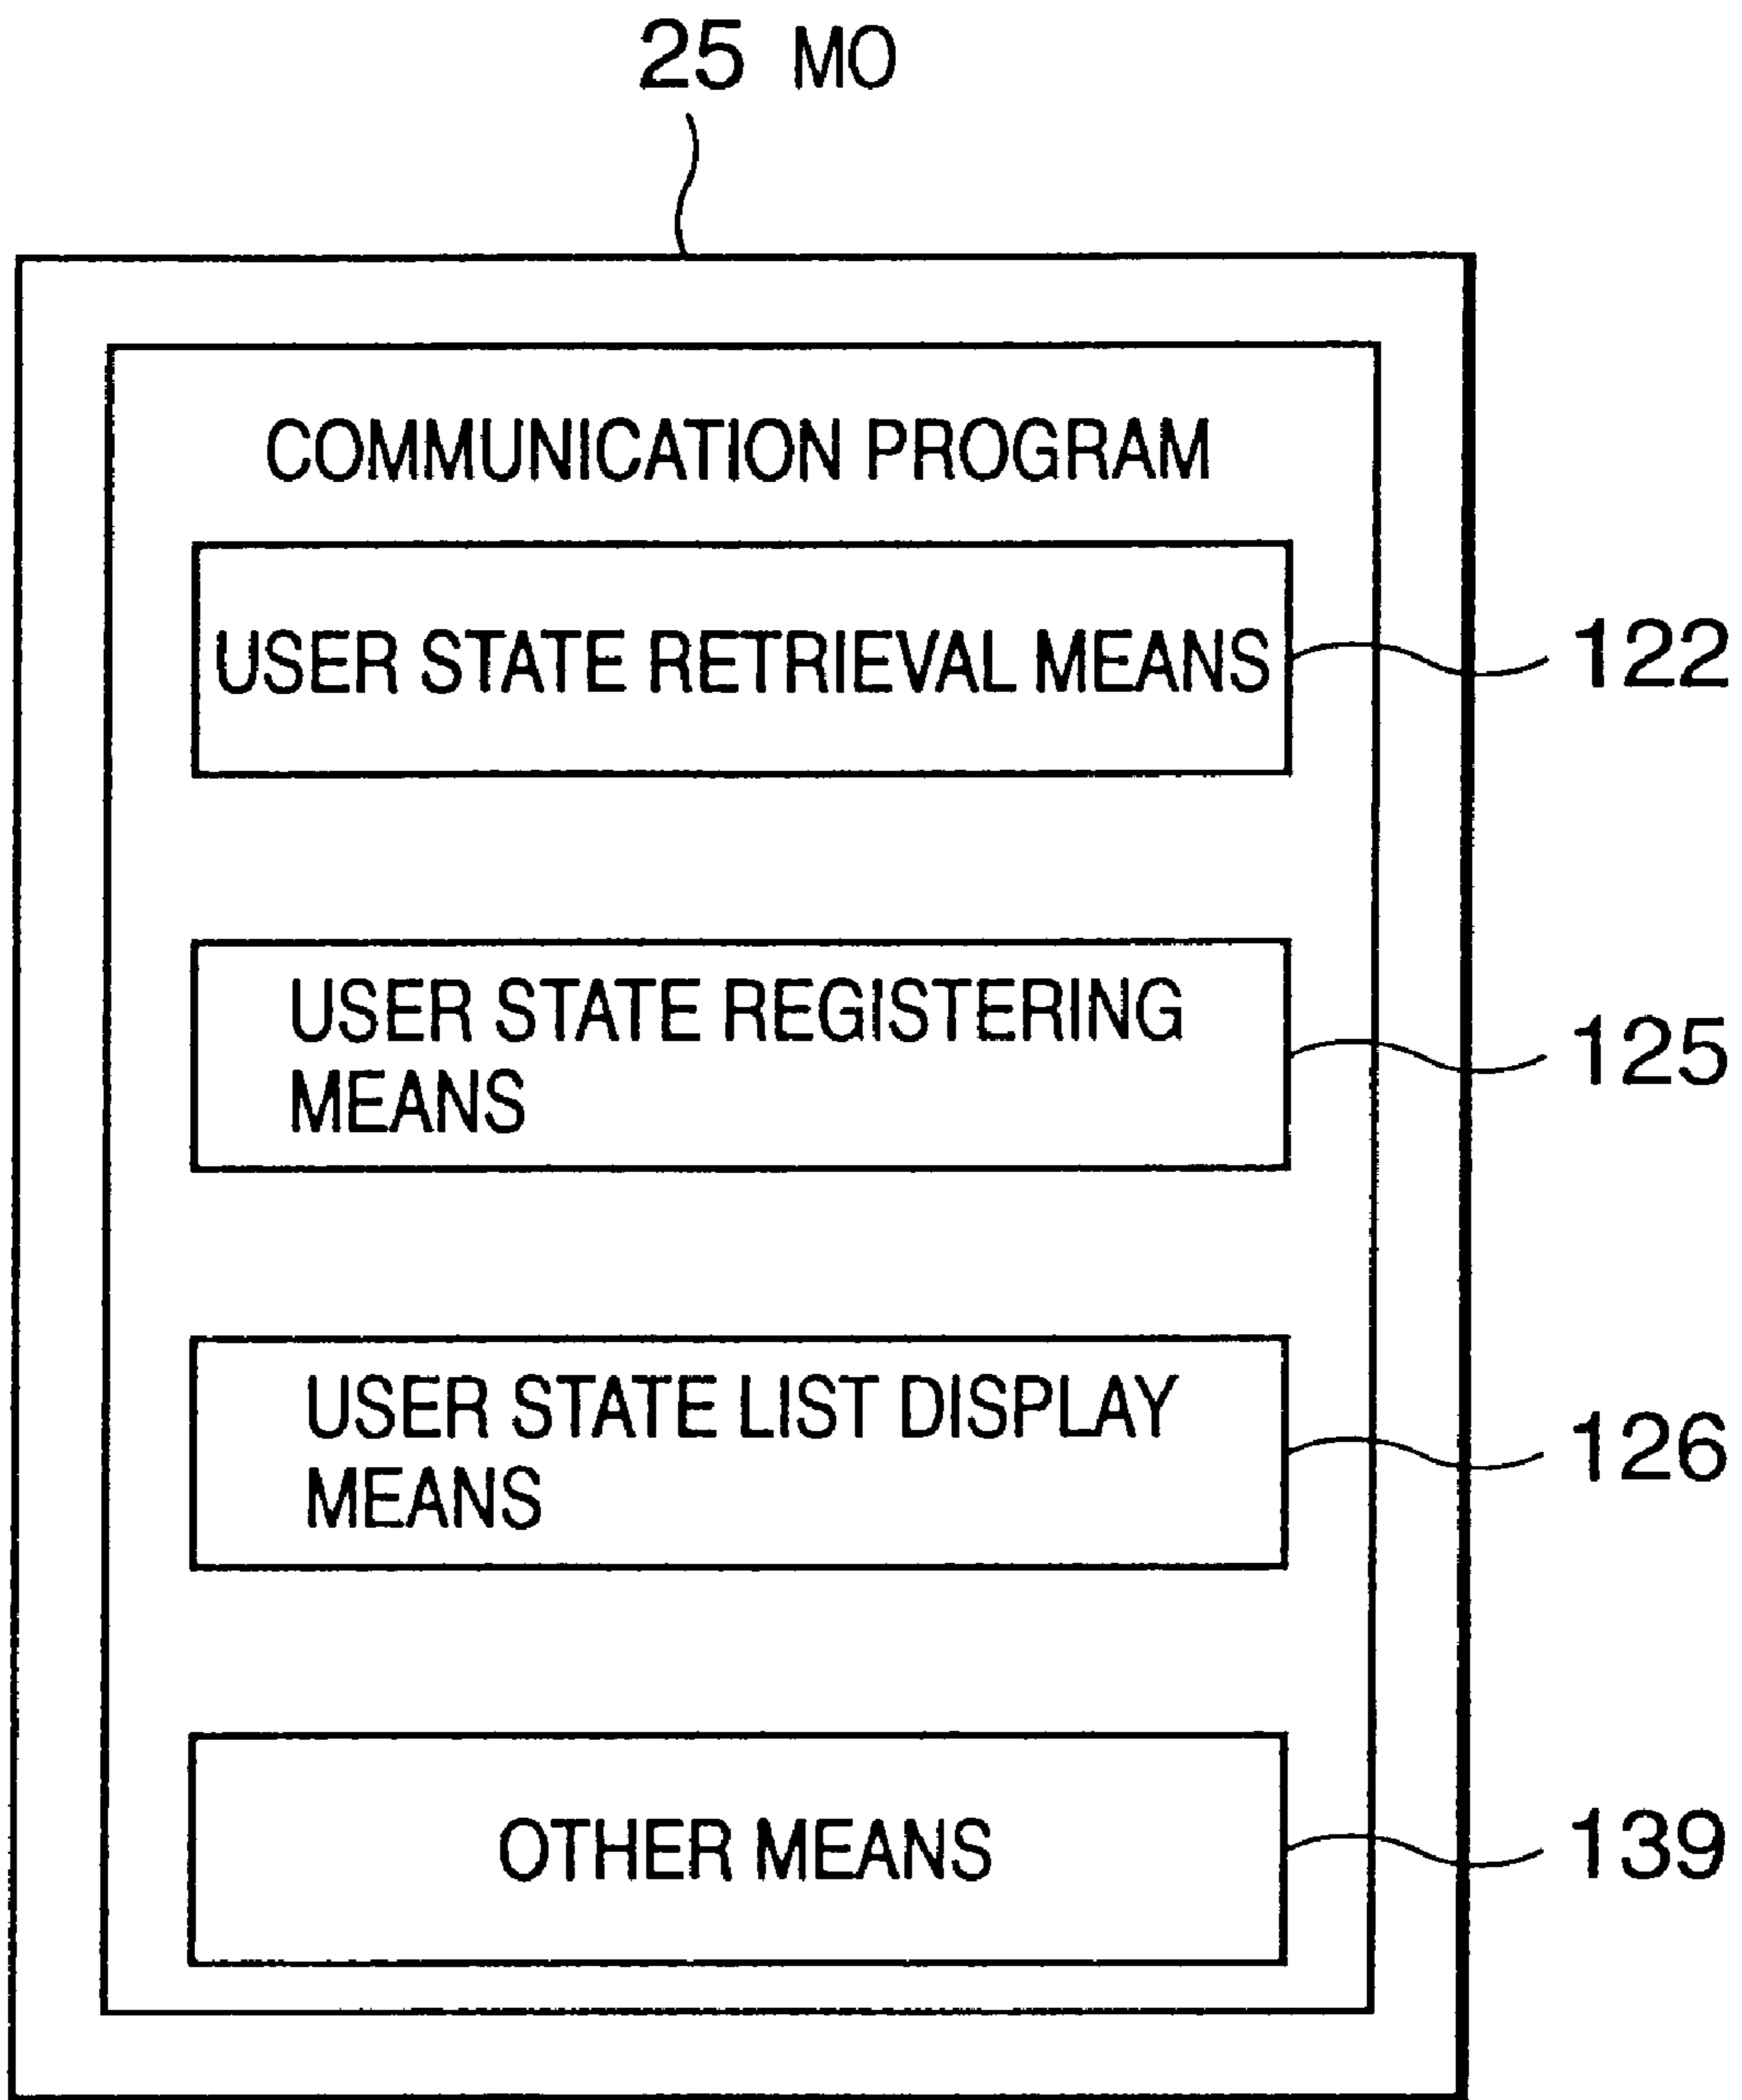 25 MO
COMMUNICATION PROGRAM
USER STATE RETRIEVAL MEANS
122
USER STATE REGISTERING
MEANS
125
USER STATE LIST DISPLAY
MEANS
126
OTHER MEANS
139